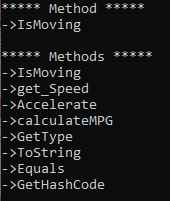 ***** Method *****
->IsMoving
***** Methods *****
->IsMoving
->get_Speed
->Accelerate
->calculateMPG
->GetType
->ToString
->Equals
->GetHashCode